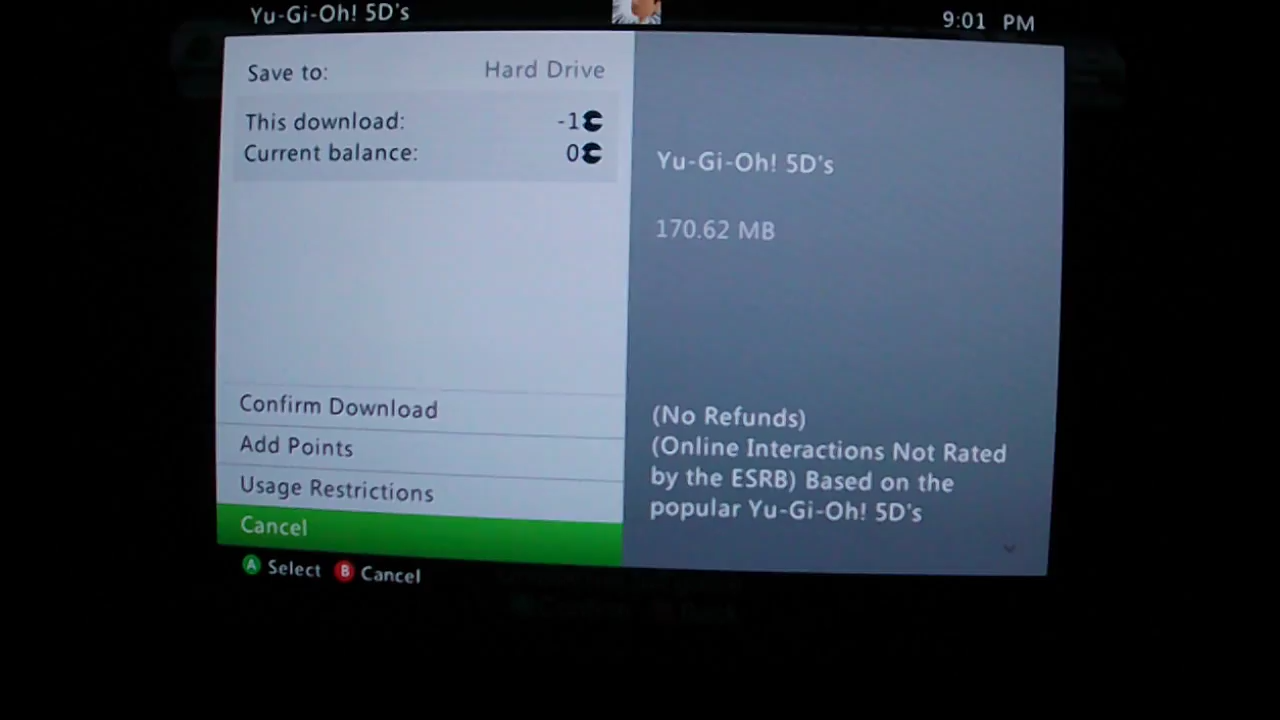 Yu-Gi-Oh! 5D's
9:01 PM
Save to: Hard Drive
This download: -1
Current balance: 0
Yu-Gi-Oh! 5D's
170.62 MB
(No Refunds)
(Online Interactions Not Rated
by the ESRB) Based on the
popular Yu-Gi-Oh! 5D's
Confirm Download
Add Points
Usage Restrictions
Cancel
A Select B Cancel